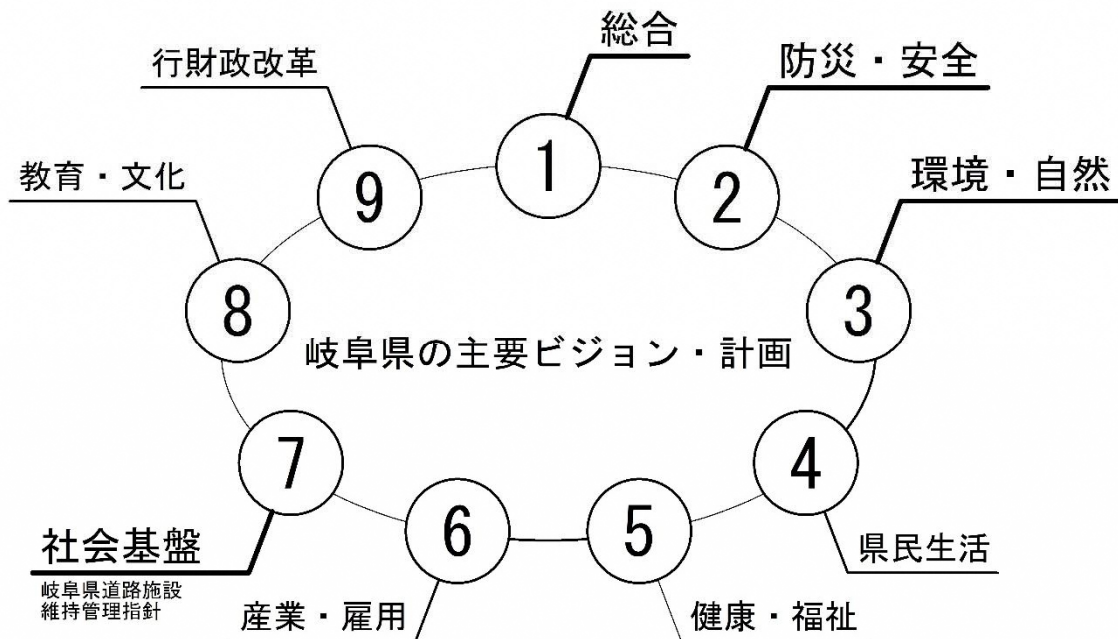 総合
1
防災・安全
2
環境・自然
3
県民生活
4
健康・福祉
5
産業・雇用
6
社会基盤
岐阜県道路施設
維持管理指針
7
教育・文化
8
行財政改革
9
岐阜県の主要ビジョン・計画